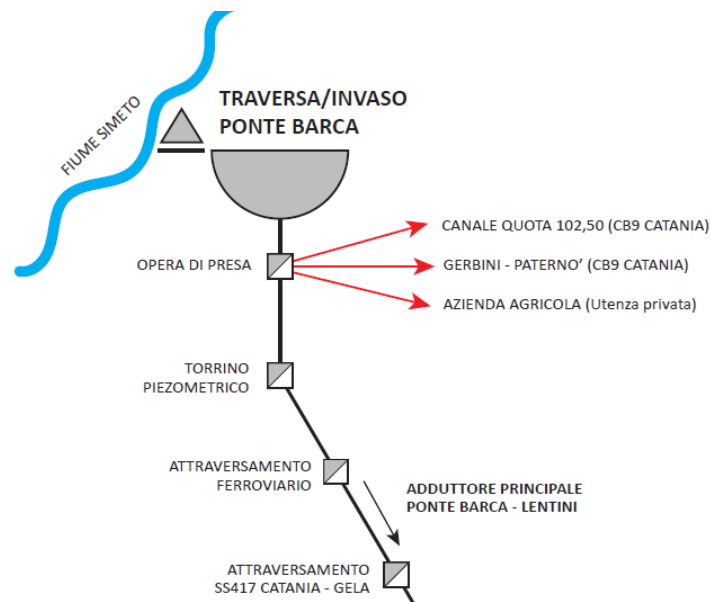 FIUME SIMETO
TRAVERSA/INVASO
PONTE BARCA
CANALE QUOTA 102,50 (CB9 CATANIA)
OPERA DI PRESA
GERBINI - PATERNO’ (CB9 CATANIA)
AZIENDA AGRICOLA (Utenza privata)
TORRINO
PIEZOMETRICO
ATTRAVERSAMENTO
FERROVIARIO
ADDUTTORE PRINCIPALE
PONTE BARCA - LENTINI
ATTRAVERSAMENTO
SS417 CATANIA - GELA